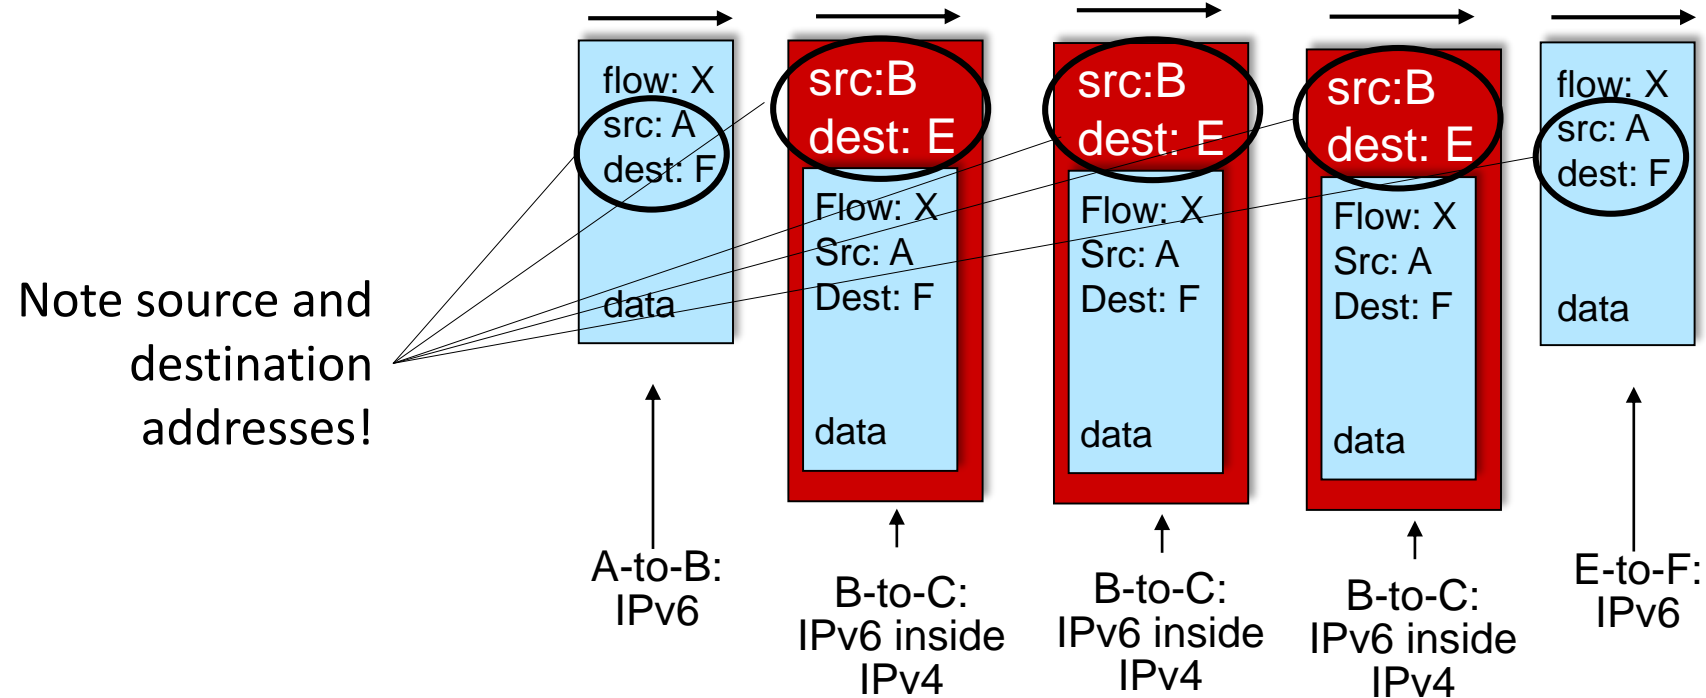 Note source and
destination
addresses!
flow: X
src: A
dest: F
data
A-to-B:
IPv6
src:B
dest: E
Flow: X
Src: A
Dest: F
data
B-to-C:
IPv6 inside
IPv4
src:B
dest: E
Flow: X
Src: A
Dest: F
data
B-to-C:
IPv6 inside
IPv4
src:B
dest: E
Flow: X
Src: A
Dest: F
data
B-to-C:
IPv6 inside
IPv4
flow: X
src: A
dest: F
data
E-to-F:
IPv6